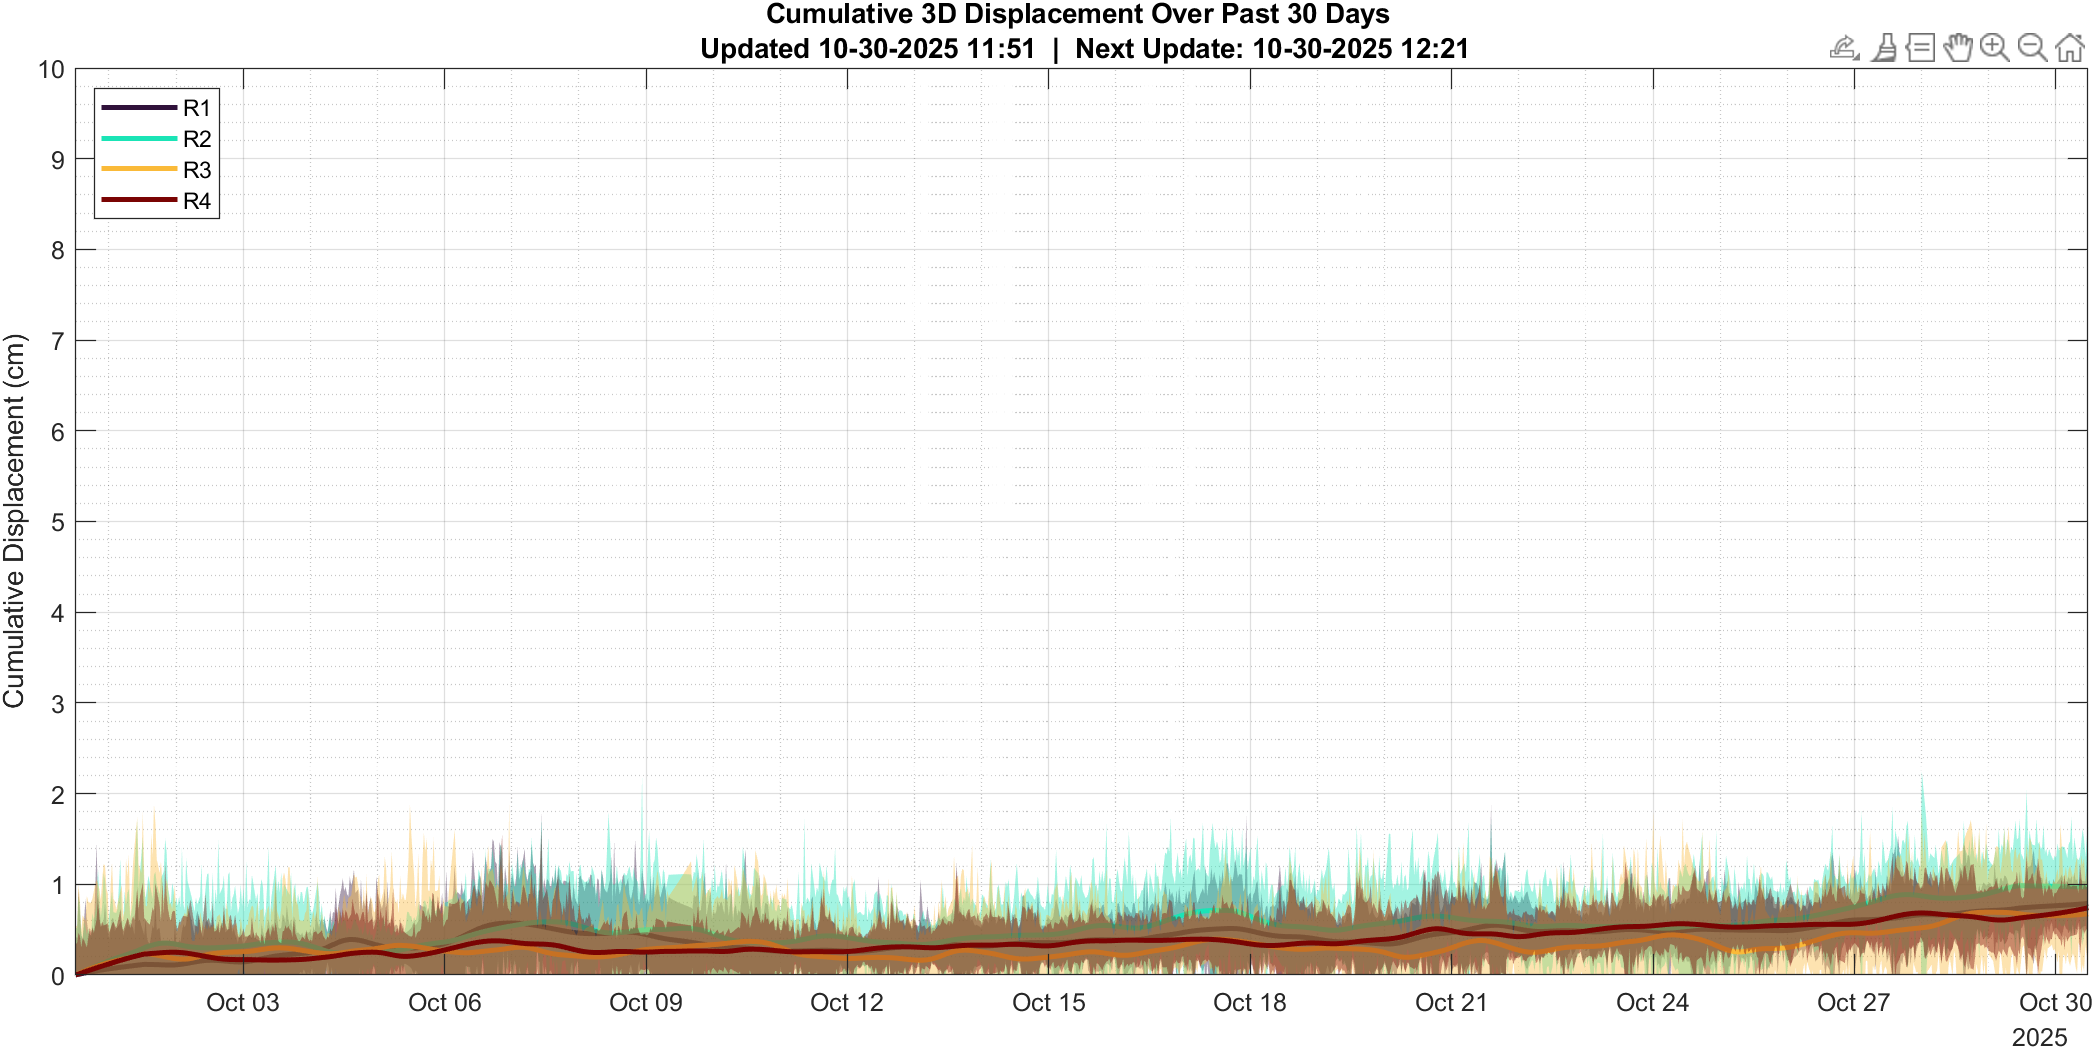 Cumulative 3D Displacement Over Past 30 Days
Updated 10-30-2025 11:51 | Next Update: 10-30-2025 12:21
R1
R2
R3
R4
Cumulative Displacement (cm)
10
9
8
7
6
5
4
3
2
1
0
Oct 03
Oct 06
Oct 09
Oct 12
Oct 15
Oct 18
Oct 21
Oct 24
Oct 27
Oct 30
2025